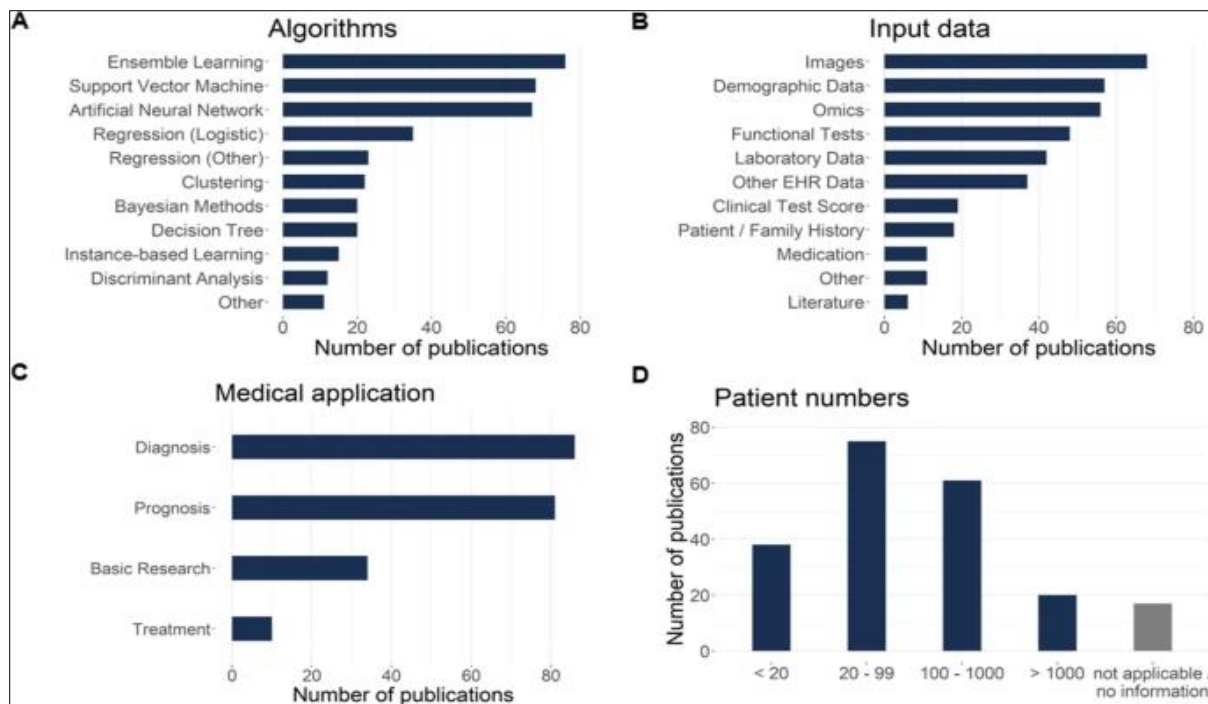 A
Algorithms
Ensemble Learning
Support Vector Machine
Artificial Neural Network
Regression (Logistic)
Regression (Other)
Clustering
Bayesian Methods
Decision Tree
Instance-based Learning
Discriminant Analysis
Other
0 20 40 60 80
Number of publications
B
Input data
Images
Demographic Data
Omics
Functional Tests
Laboratory Data
Other EHR Data
Clinical Test Score
Patient / Family History
Medication
Other
Literature
0 20 40 60 80
Number of publications
C
Medical application
Diagnosis
Prognosis
Basic Research
Treatment
0 20 40 60 80
Number of publications
D
Patient numbers
Number of publications
80
60
40
20
0
< 20 20 - 99 100 - 1000 > 1000 not applicable /
no information